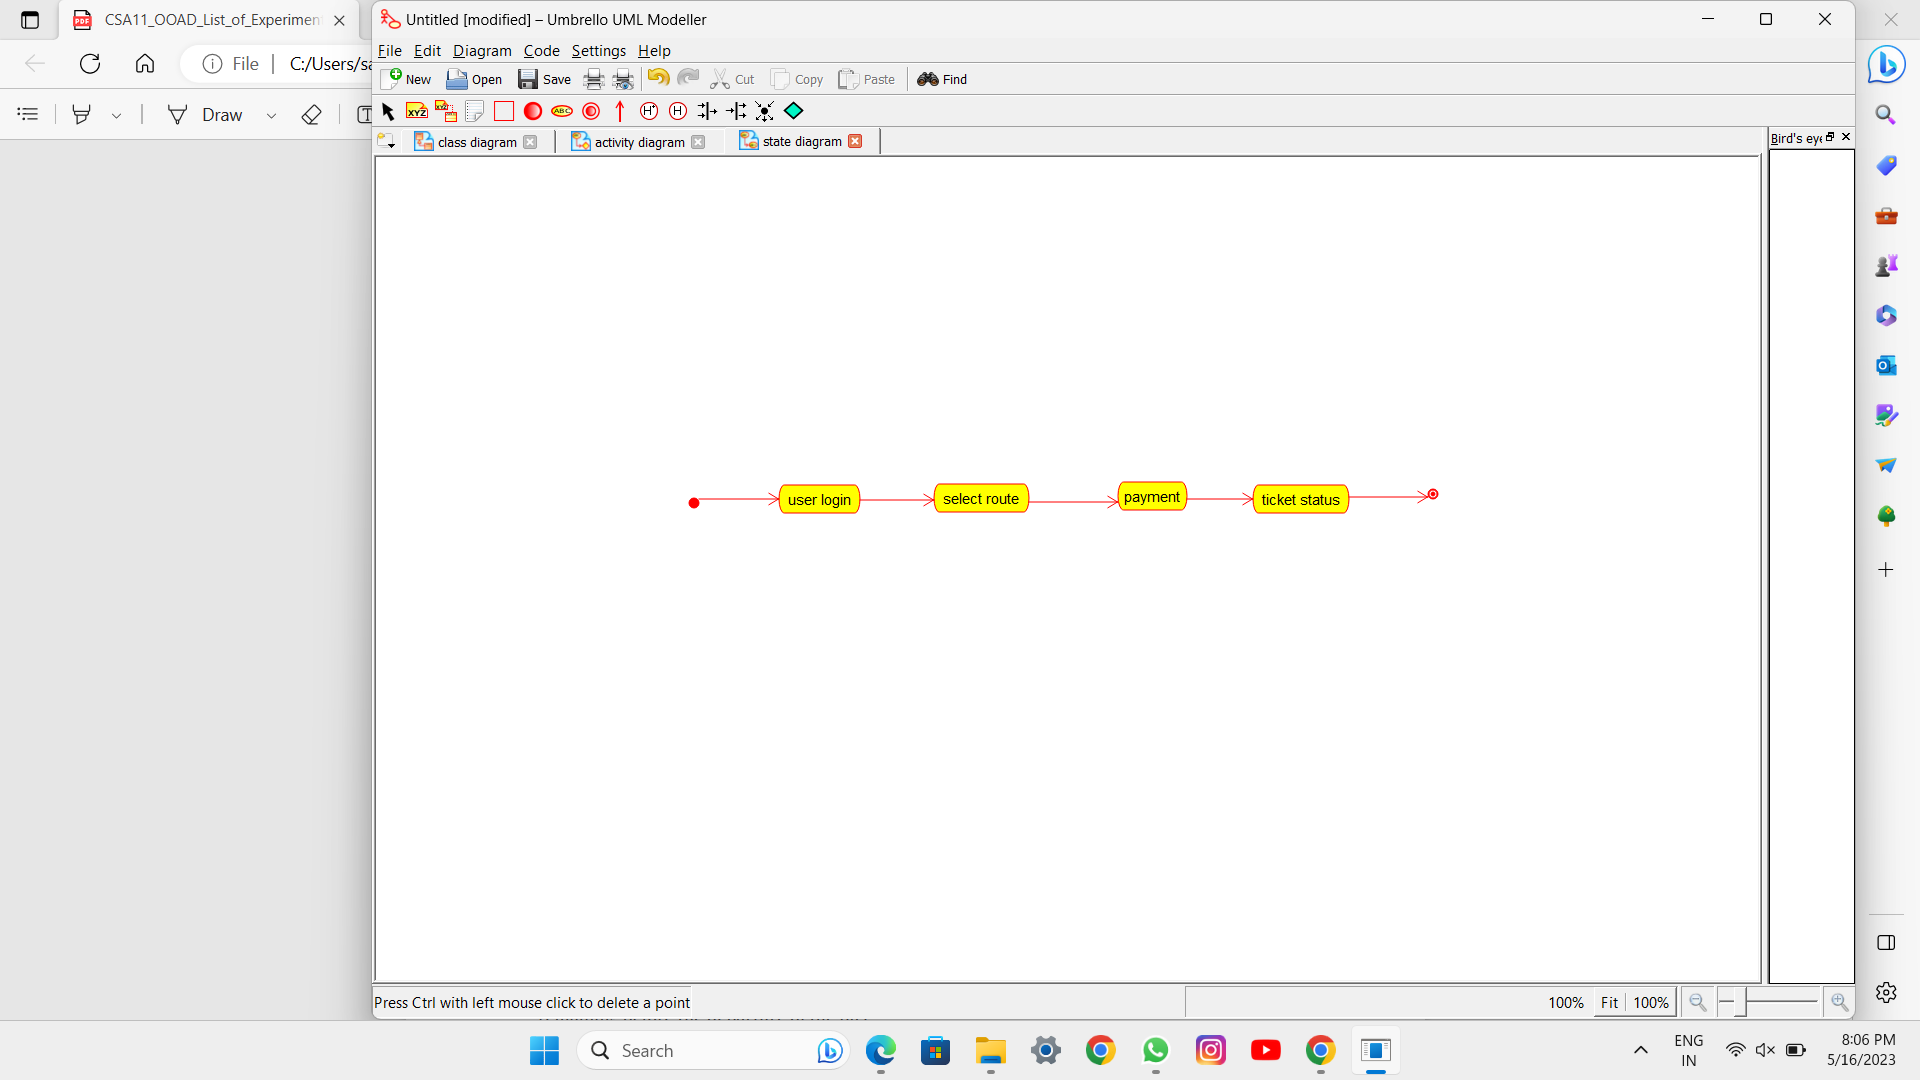 CSA11_OOAD_List_of_Experimen
Untitled [modified] – Umbrello UML Modeller
File | C:/Users/sa
File Edit Diagram Code Settings Help
New Open Save Cut Copy Paste Find
Draw
XYZ XYZ ABC H* H
class diagram activity diagram state diagram
Bird's eye
user login select route payment ticket status
Press Ctrl with left mouse click to delete a point
100% Fit 100%
Search
ENG
IN
8:06 PM
5/16/2023